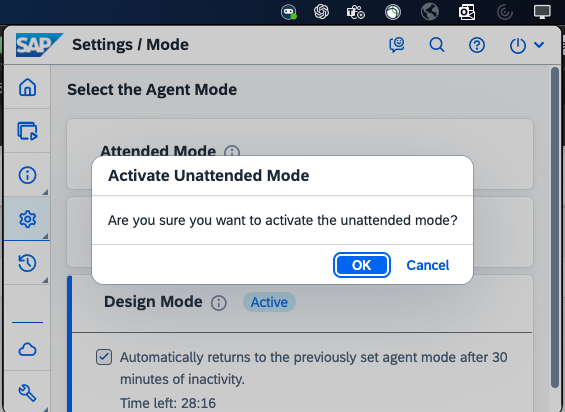 SAP Settings / Mode
Select the Agent Mode
Attended Mode
Activate Unattended Mode
Are you sure you want to activate the unattended mode?
OK Cancel
Design Mode Active
Automatically returns to the previously set agent mode after 30
minutes of inactivity.
Time left: 28:16